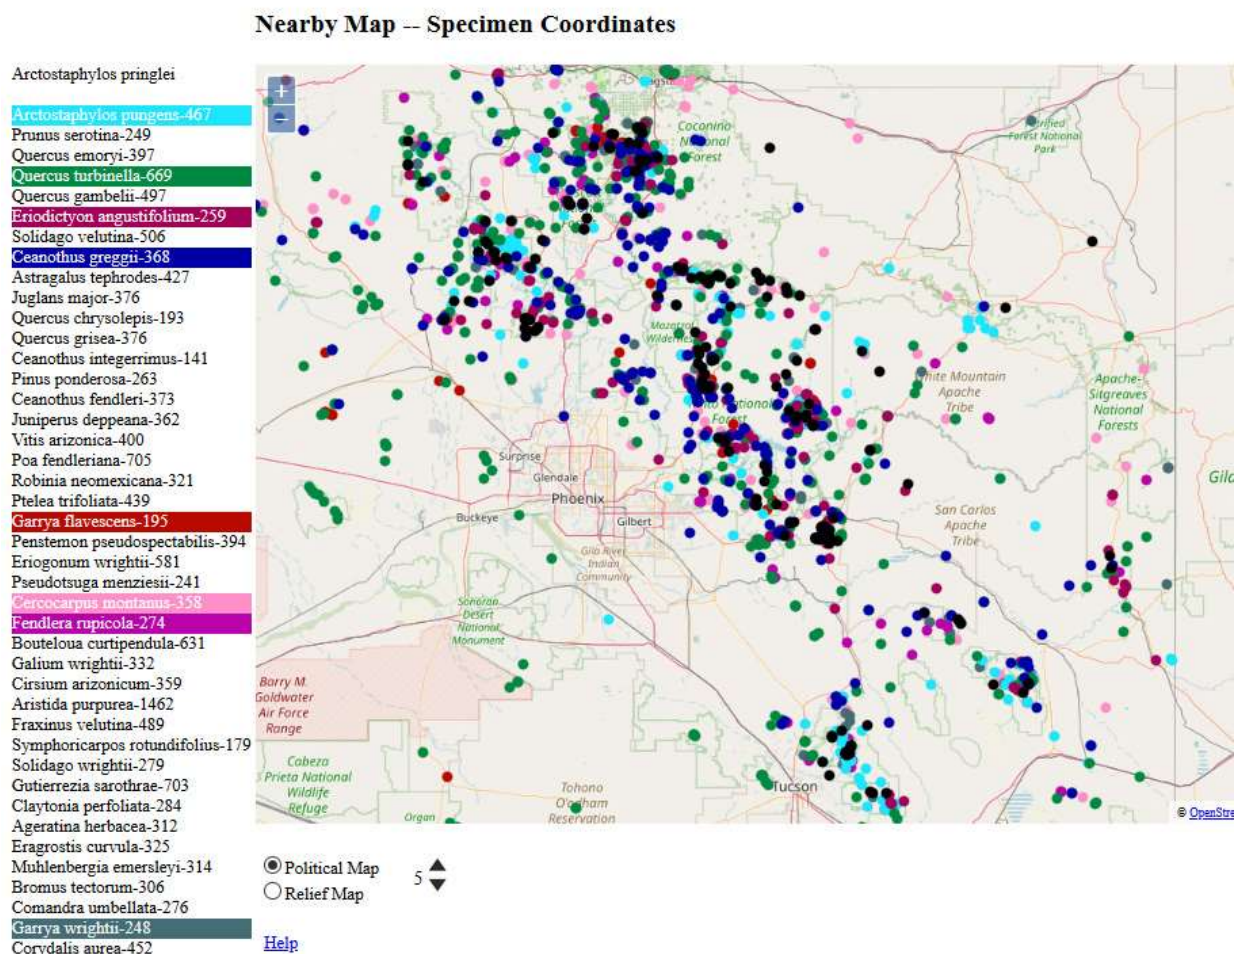 Nearby Map -- Specimen Coordinates
Arctostaphylos pringlei
Arctostaphylos pungens-467
Prunus serotina-249
Quercus emoryi-397
Quercus turbinella-669
Quercus gambelii-497
Eriodictyon angustifolium-259
Solidago velutina-506
Ceanothus greggii-368
Astragalus tephrodes-427
Juglans major-376
Quercus chrysolepis-193
Quercus grisea-376
Ceanothus integerrimus-141
Pinus ponderosa-263
Ceanothus fendleri-373
Juniperus deppeana-362
Vitis arizonica-400
Poa fendleriana-705
Robinia neomexicana-321
Ptelea trifoliata-439
Garrya flavescens-195
Penstemon pseudospectabilis-394
Eriogonum wrightii-581
Pseudotsuga menziesii-241
Cercocarpus montanus-358
Fendlera rupicola-274
Bouteloua curtipendula-631
Galium wrightii-332
Cirsium arizonicum-359
Aristida purpurea-1462
Fraxinus velutina-489
Symphoricarpos rotundifolius-179
Solidago wrightii-279
Gutierrezia sarothrae-703
Claytonia perfoliata-284
Ageratina herbacea-312
Eragrostis curvula-325
Muhlenbergia emersleyi-314
Bromus tectorum-306
Comandra umbellata-276
Garrya wrightii-248
Corydalis aurea-452
+
−
Coconino
National
Forest
Forest National
Park
Mazatzal
Wilderness
National
Forest
Mountain
Apache
Tribe
Apache-
Sitgreaves
National
Forests
Surprise
Glendale
Phoenix
Buckeye
Gilbert
Gila
San Carlos
Apache
Tribe
Gila River
Indian
Community
Sonoran
Desert
National
Monument
Barry M.
Goldwater
Air Force
Range
Cabeza
Prieta National
Wildlife
Refuge
Organ
Tohono
O'odham
Reservation
Tucson
© OpenStre
Political Map
Relief Map
5
Help